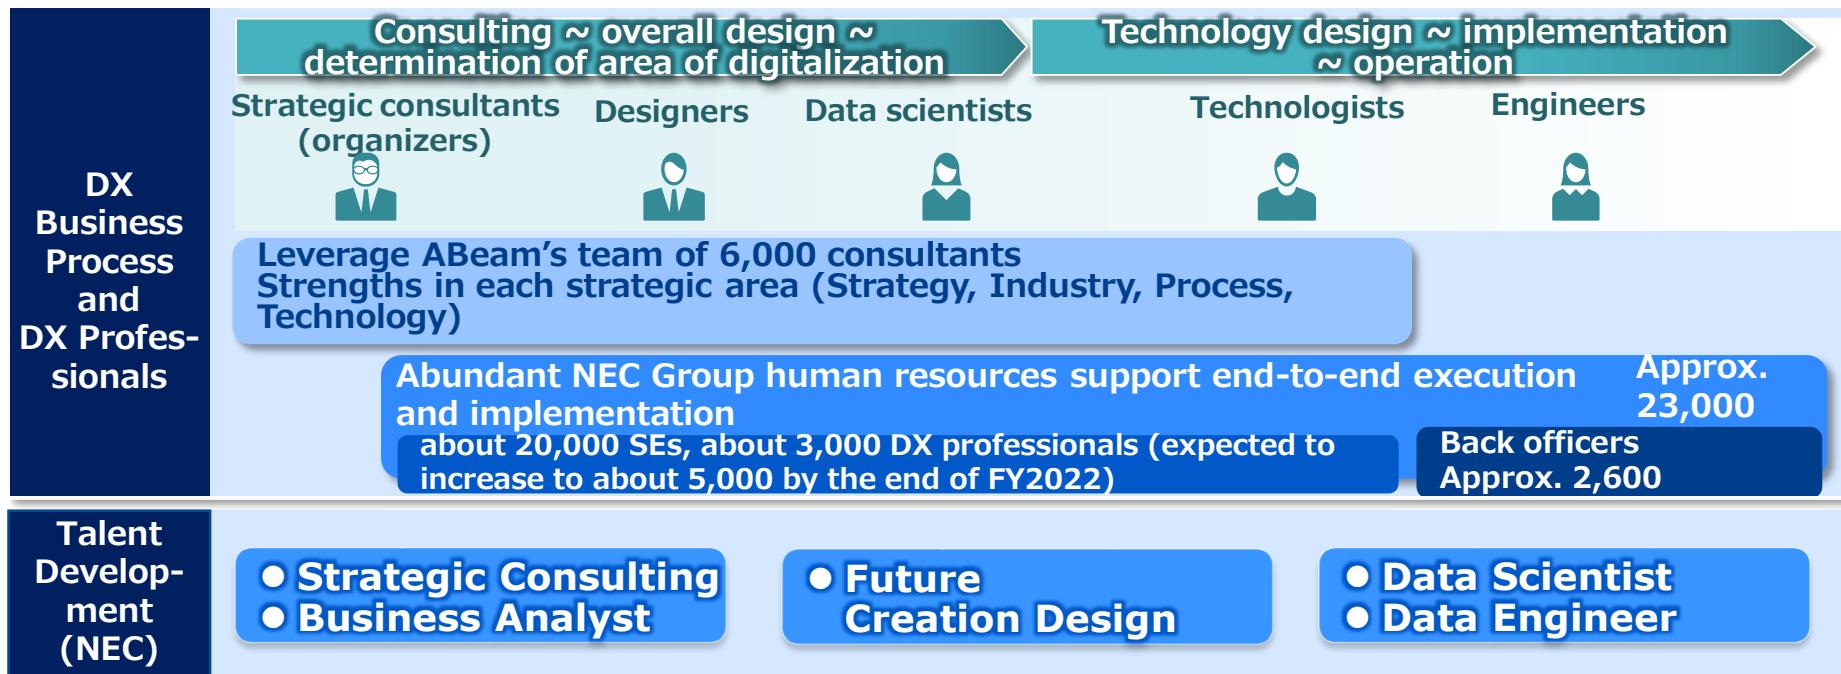 DX
Business
Process
and
DX Profes-
sionals
Consulting ~ overall design ~
determination of area of digitalization
Technology design ~ implementation
~ operation
Strategic consultants
(organizers)
Designers
Data scientists
Technologists
Engineers
Leverage ABeam’s team of 6,000 consultants
Strengths in each strategic area (Strategy, Industry, Process,
Technology)
Abundant NEC Group human resources support end-to-end execution
and implementation
Approx.
23,000
about 20,000 SEs, about 3,000 DX professionals (expected to
increase to about 5,000 by the end of FY2022)
Back officers
Approx. 2,600
Talent
Develop-
ment
(NEC)
● Strategic Consulting
● Business Analyst
● Future
Creation Design
● Data Scientist
● Data Engineer